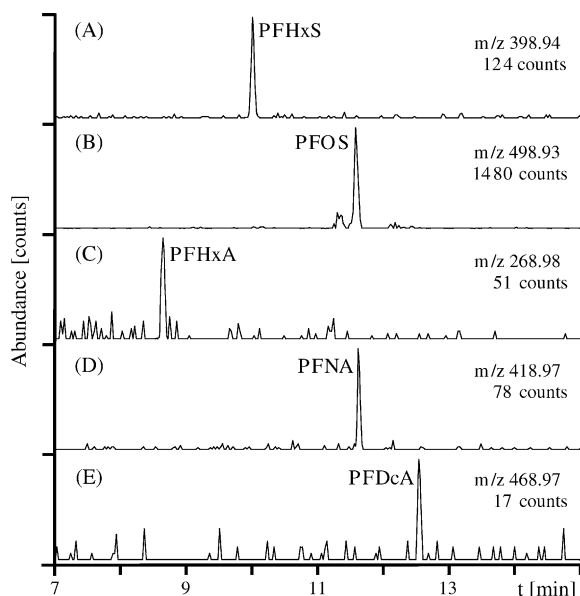 (A)
PFHxS
m/z 398.94
124 counts
(B)
PFOS
m/z 498.93
1480 counts
(C)
PFHxA
m/z 268.98
51 counts
(D)
PFNA
m/z 418.97
78 counts
(E)
PFDcA
m/z 468.97
17 counts
Abundance [counts]
7 9 11 13 t [min]